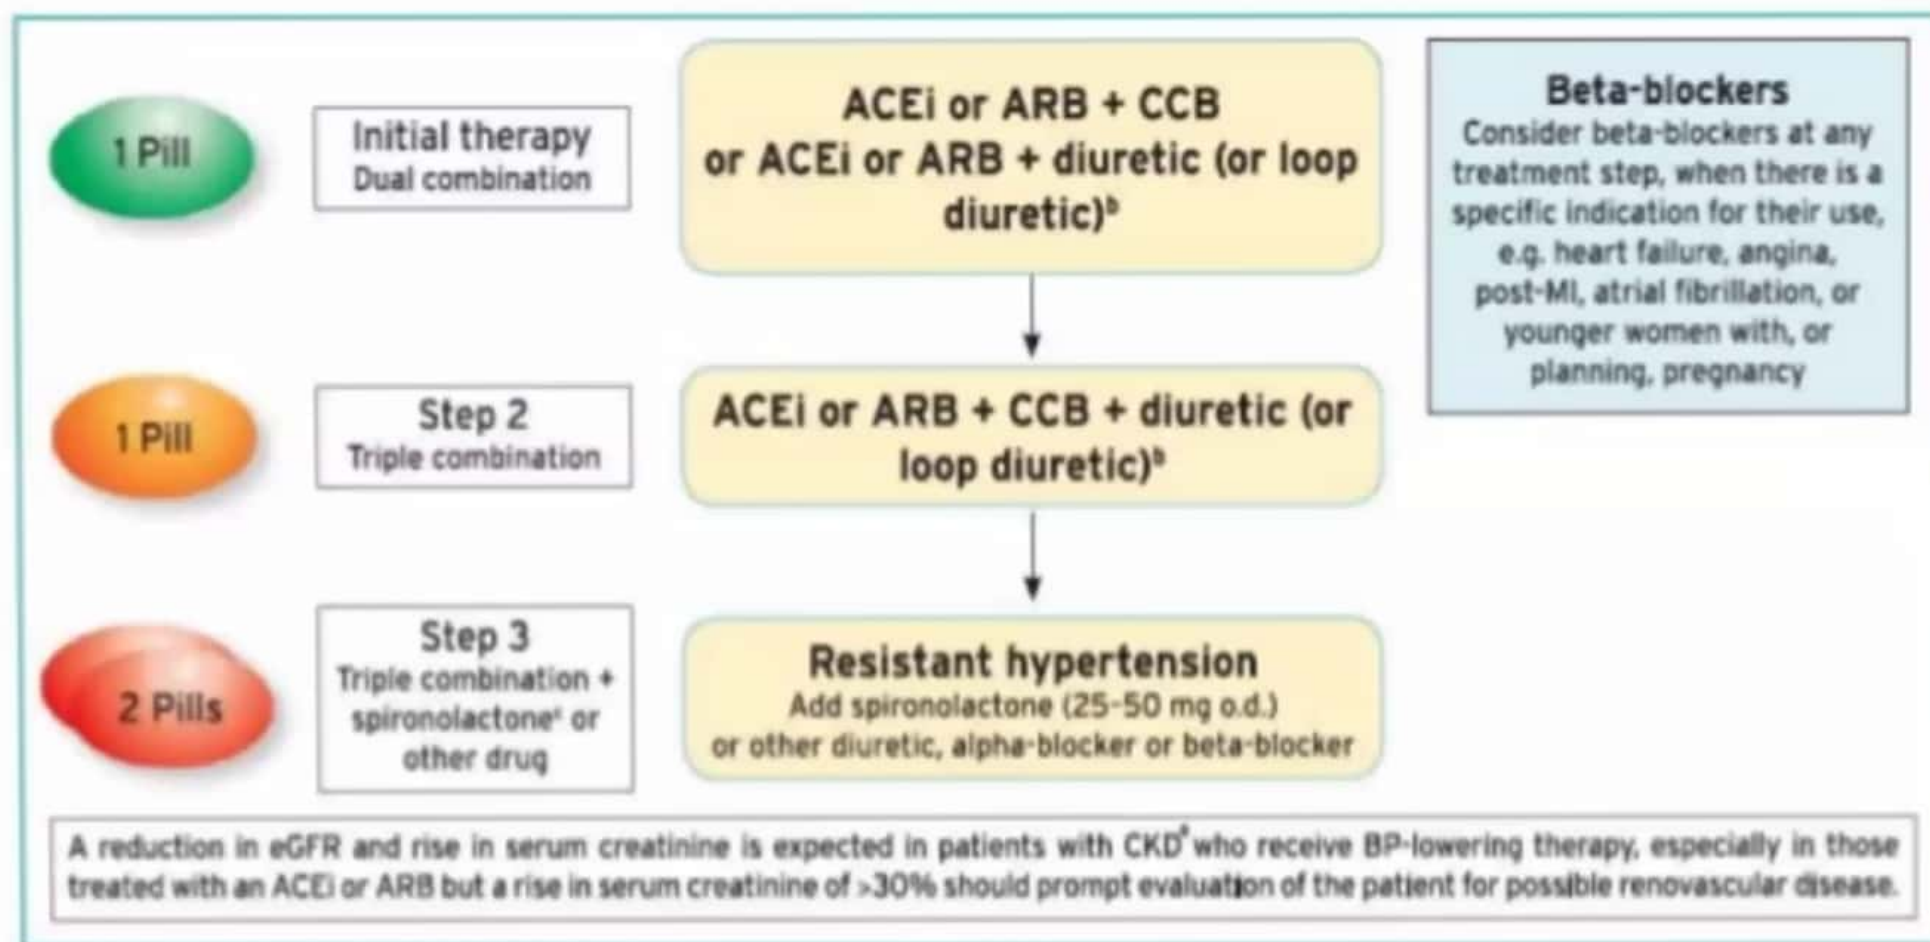 1 Pill
Initial therapy
Dual combination
ACEi or ARB + CCB
or ACEi or ARB + diuretic (or loop
diuretic)ᵇ
Beta-blockers
Consider beta-blockers at any
treatment step, when there is a
specific indication for their use,
e.g. heart failure, angina,
post-MI, atrial fibrillation, or
younger women with, or
planning, pregnancy
1 Pill
Step 2
Triple combination
ACEi or ARB + CCB + diuretic (or
loop diuretic)ᵇ
2 Pills
Step 3
Triple combination +
spironolactone or
other drug
Resistant hypertension
Add spironolactone (25-50 mg o.d.)
or other diuretic, alpha-blocker or beta-blocker
A reduction in eGFR and rise in serum creatinine is expected in patients with CKD who receive BP-lowering therapy, especially in those
treated with an ACEi or ARB but a rise in serum creatinine of >30% should prompt evaluation of the patient for possible renovascular disease.